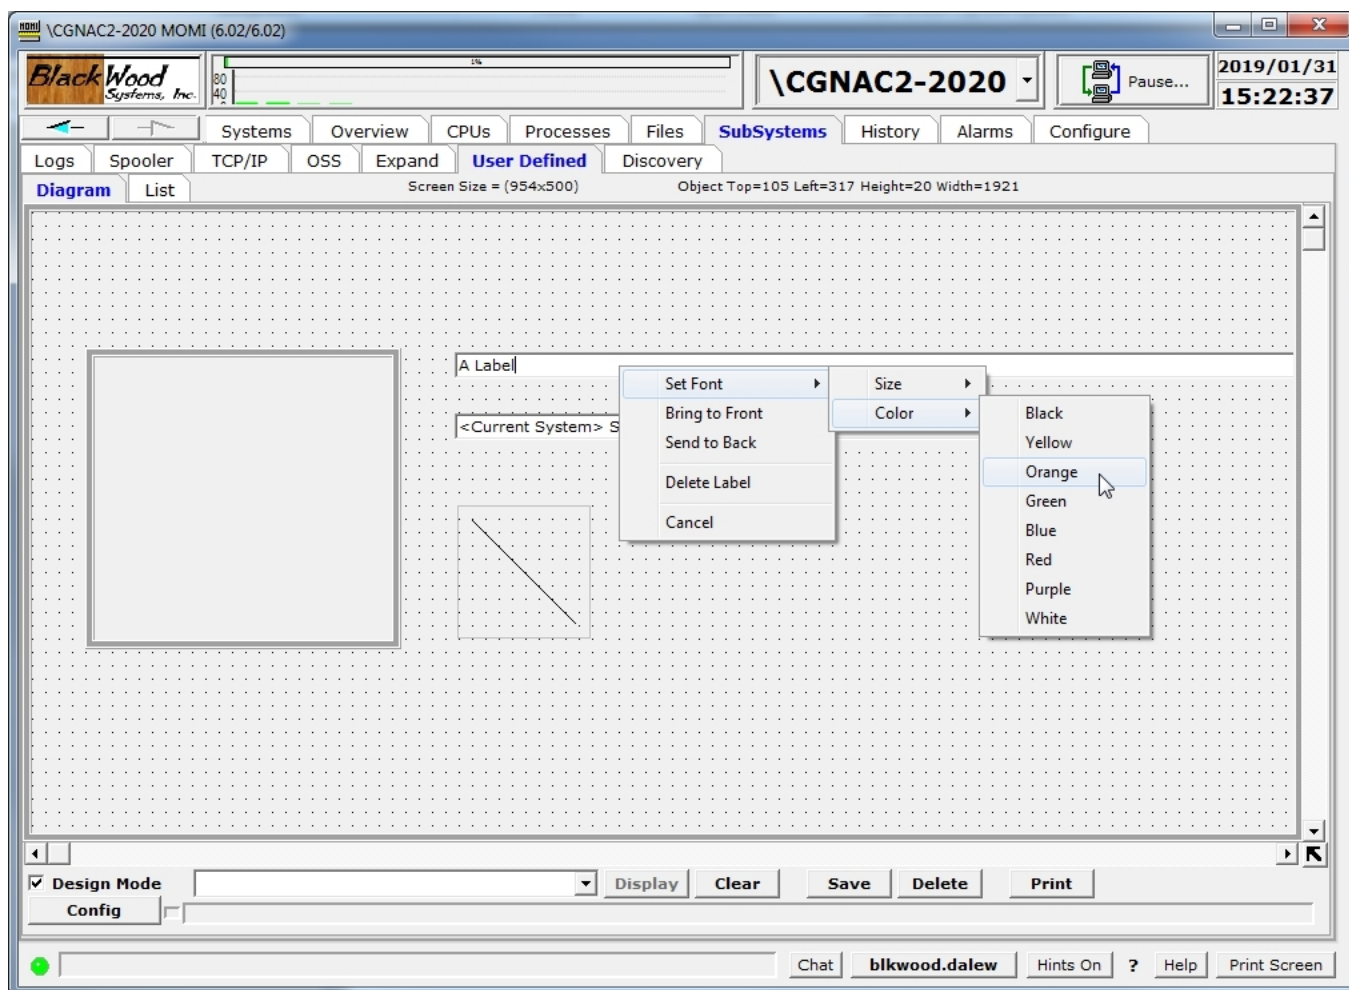 MOMI \CGNAC2-2020 MOMI (6.02/6.02)
BlackWood
Systems, Inc.
80
40
1%
\CGNAC2-2020
Pause...
2019/01/31
15:22:37
Systems Overview CPUs Processes Files SubSystems History Alarms Configure
Logs Spooler TCP/IP OSS Expand User Defined Discovery
Diagram List Screen Size = (954x500) Object Top=105 Left=317 Height=20 Width=1921
A Label
Set Font Size
Bring to Front Color Black
<Current System> S
Send to Back Yellow
Orange
Delete Label
Green
Cancel
Blue
Red
Purple
White
Design Mode Display Clear Save Delete Print
Config
Chat blkwood.dalew Hints On ? Help Print Screen